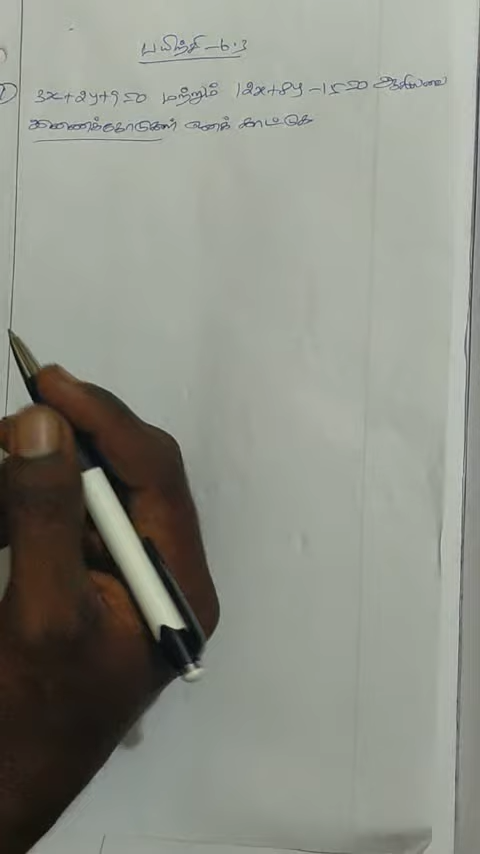 பயிற்சி - 6.3
1) 3x+2y+9=0 மற்றும் 12x+8y-15=0 ஆகியவை
இணைக்கோடுகள் எனக் காட்டுக